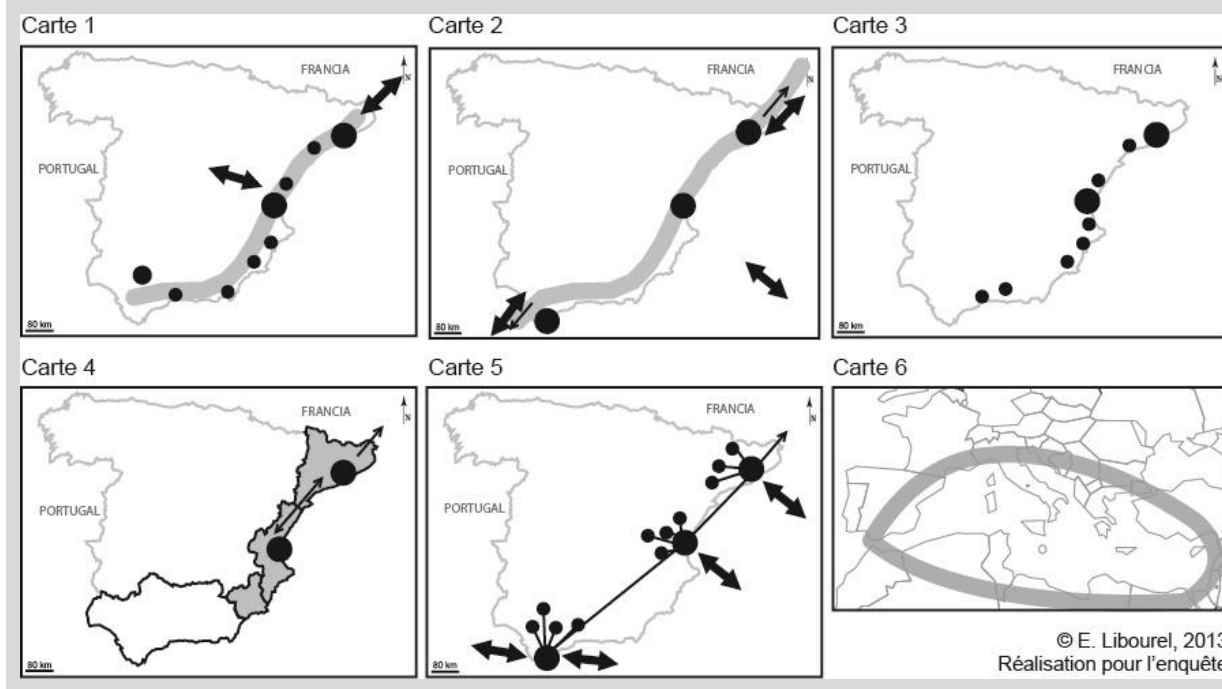 Carte 1
FRANCIA
N
PORTUGAL
80 km
Carte 2
FRANCIA
N
PORTUGAL
80 km
Carte 3
FRANCIA
N
PORTUGAL
80 km
Carte 4
FRANCIA
N
PORTUGAL
80 km
Carte 5
FRANCIA
N
PORTUGAL
80 km
Carte 6
© E. Libourel, 2013
Réalisation pour l'enquête